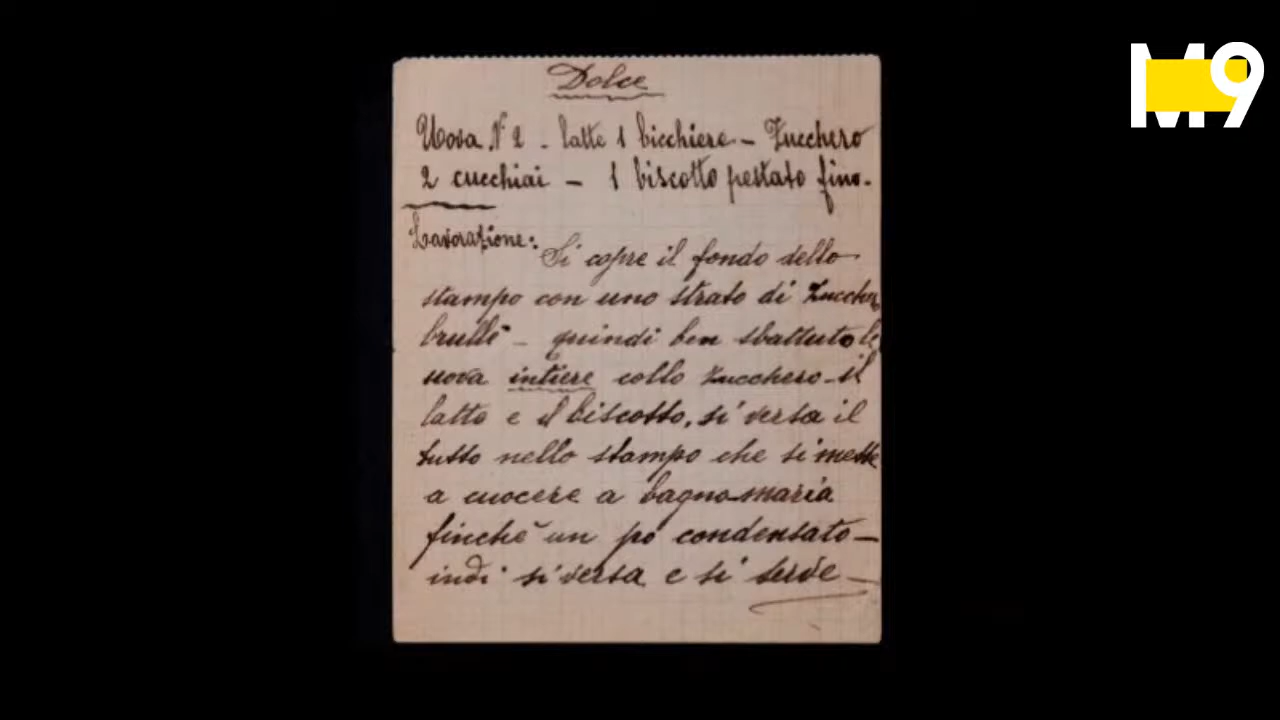 M9
Dolce
Uova N 2 - latte 1 bicchiere - Zucchero
2 cucchiai - 1 biscotto pestato fino.
Lavorazione:
Si copre il fondo dello
stampo con uno strato di Zucchero
brullè - quindi ben sbattuto le
uova intiere collo zucchero - il
latto e il biscotto, si versa il
tutto nello stampo che si mette
a cuocere a bagno maria
finchè un pò condensato -
indi si versa e si serve -